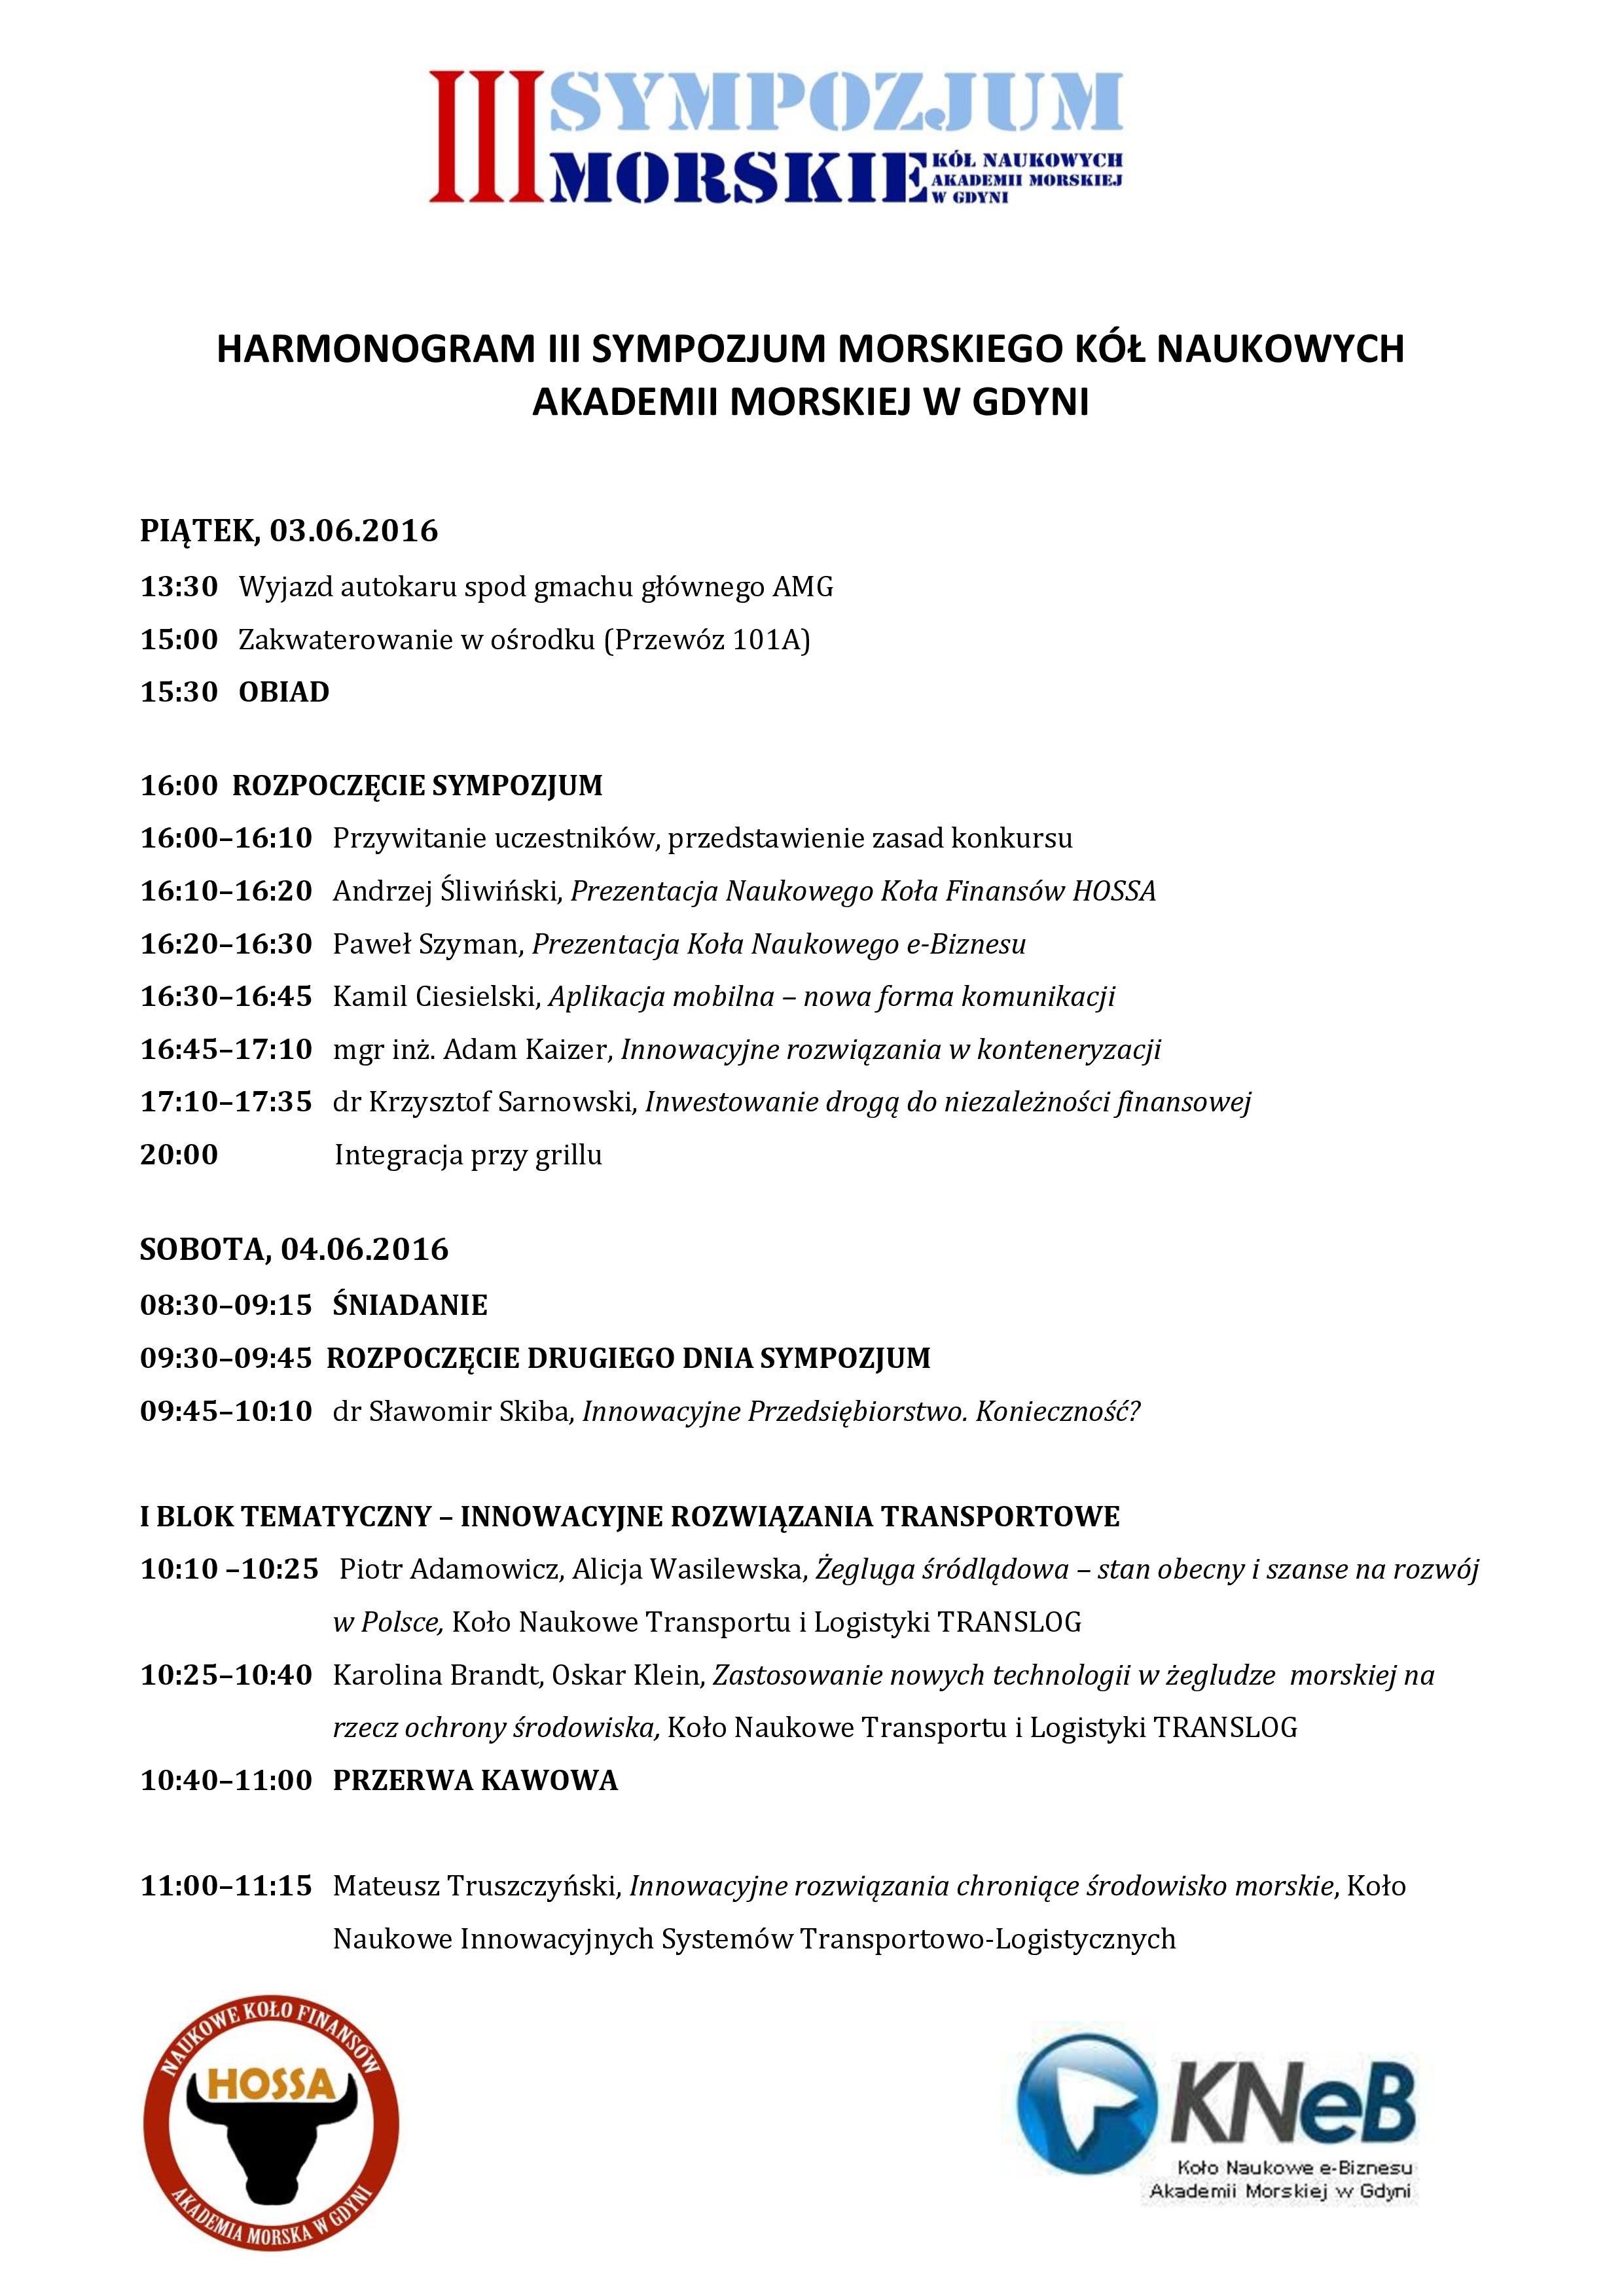 III SYMPOZJUM
MORSKIE KÓŁ NAUKOWYCH
AKADEMII MORSKIEJ
W GDYNI
HARMONOGRAM III SYMPOZJUM MORSKIEGO KÓŁ NAUKOWYCH
AKADEMII MORSKIEJ W GDYNI
PIĄTEK, 03.06.2016
13:30 Wyjazd autokaru spod gmachu głównego AMG
15:00 Zakwaterowanie w ośrodku (Przewóz 101A)
15:30 OBIAD
16:00 ROZPOCZĘCIE SYMPOZJUM
16:00–16:10 Przywitanie uczestników, przedstawienie zasad konkursu
16:10–16:20 Andrzej Śliwiński, Prezentacja Naukowego Koła Finansów HOSSA
16:20–16:30 Paweł Szyman, Prezentacja Koła Naukowego e-Biznesu
16:30–16:45 Kamil Ciesielski, Aplikacja mobilna – nowa forma komunikacji
16:45–17:10 mgr inż. Adam Kaizer, Innowacyjne rozwiązania w konteneryzacji
17:10–17:35 dr Krzysztof Sarnowski, Inwestowanie drogą do niezależności finansowej
20:00 Integracja przy grillu
SOBOTA, 04.06.2016
08:30–09:15 ŚNIADANIE
09:30–09:45 ROZPOCZĘCIE DRUGIEGO DNIA SYMPOZJUM
09:45–10:10 dr Sławomir Skiba, Innowacyjne Przedsiębiorstwo. Konieczność?
I BLOK TEMATYCZNY – INNOWACYJNE ROZWIĄZANIA TRANSPORTOWE
10:10 –10:25 Piotr Adamowicz, Alicja Wasilewska, Żegluga śródlądowa – stan obecny i szanse na rozwój
w Polsce, Koło Naukowe Transportu i Logistyki TRANSLOG
10:25–10:40 Karolina Brandt, Oskar Klein, Zastosowanie nowych technologii w żegludze morskiej na
rzecz ochrony środowiska, Koło Naukowe Transportu i Logistyki TRANSLOG
10:40–11:00 PRZERWA KAWOWA
11:00–11:15 Mateusz Truszczyński, Innowacyjne rozwiązania chroniące środowisko morskie, Koło
Naukowe Innowacyjnych Systemów Transportowo-Logistycznych
NAUKOWE KOŁO FINANSÓW
HOSSA
AKADEMIA MORSKA W GDYNI
KNeB
Koło Naukowe e-Biznesu
Akademii Morskiej w Gdyni